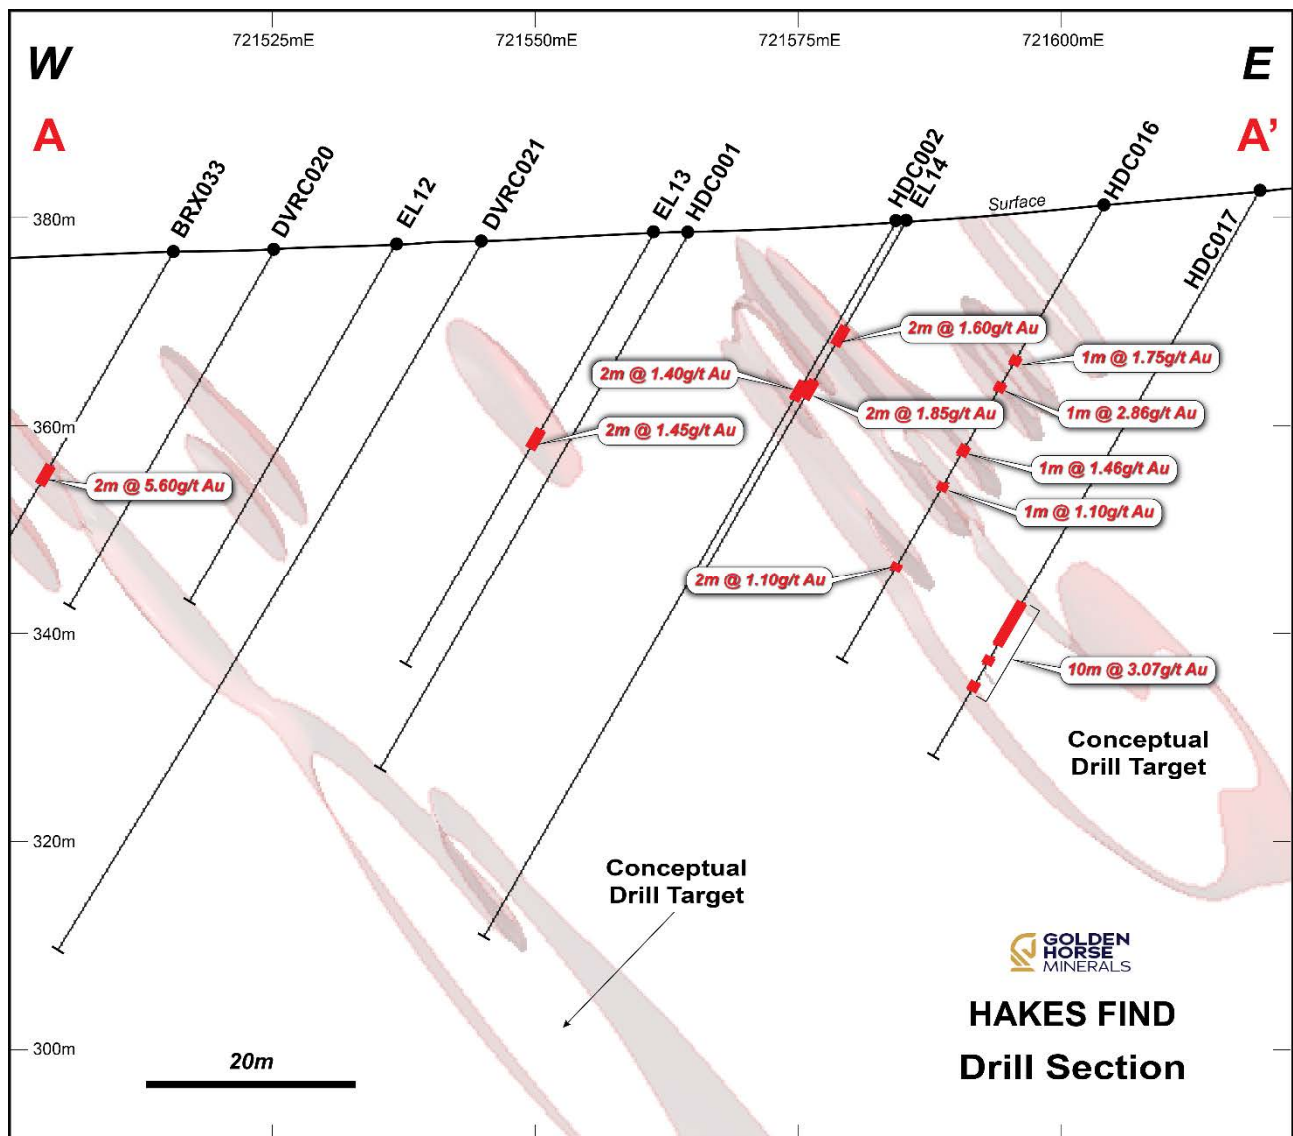 721525mE
721550mE
721575mE
721600mE
W
E
A
A’
BRX033
DVRC020
EL12
DVRC021
EL13
HDC001
HDC002
EL14
HDC016
HDC017
Surface
380m
360m
340m
320m
300m
2m @ 1.60g/t Au
1m @ 1.75g/t Au
2m @ 1.40g/t Au
2m @ 1.85g/t Au
1m @ 2.86g/t Au
2m @ 1.45g/t Au
1m @ 1.46g/t Au
2m @ 5.60g/t Au
1m @ 1.10g/t Au
2m @ 1.10g/t Au
10m @ 3.07g/t Au
Conceptual
Drill Target
Conceptual
Drill Target
GOLDEN
HORSE
MINERALS
HAKES FIND
Drill Section
20m